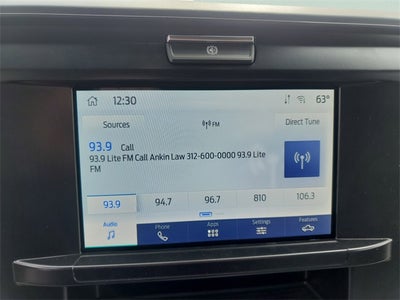 12:30
63°
Sources
FM
Direct Tune
93.9 Call
93.9 Lite FM Call Ankin Law 312-600-0000 93.9 Lite
FM
93.9 94.7 96.7 810 106.3
Audio Phone Apps Settings Features